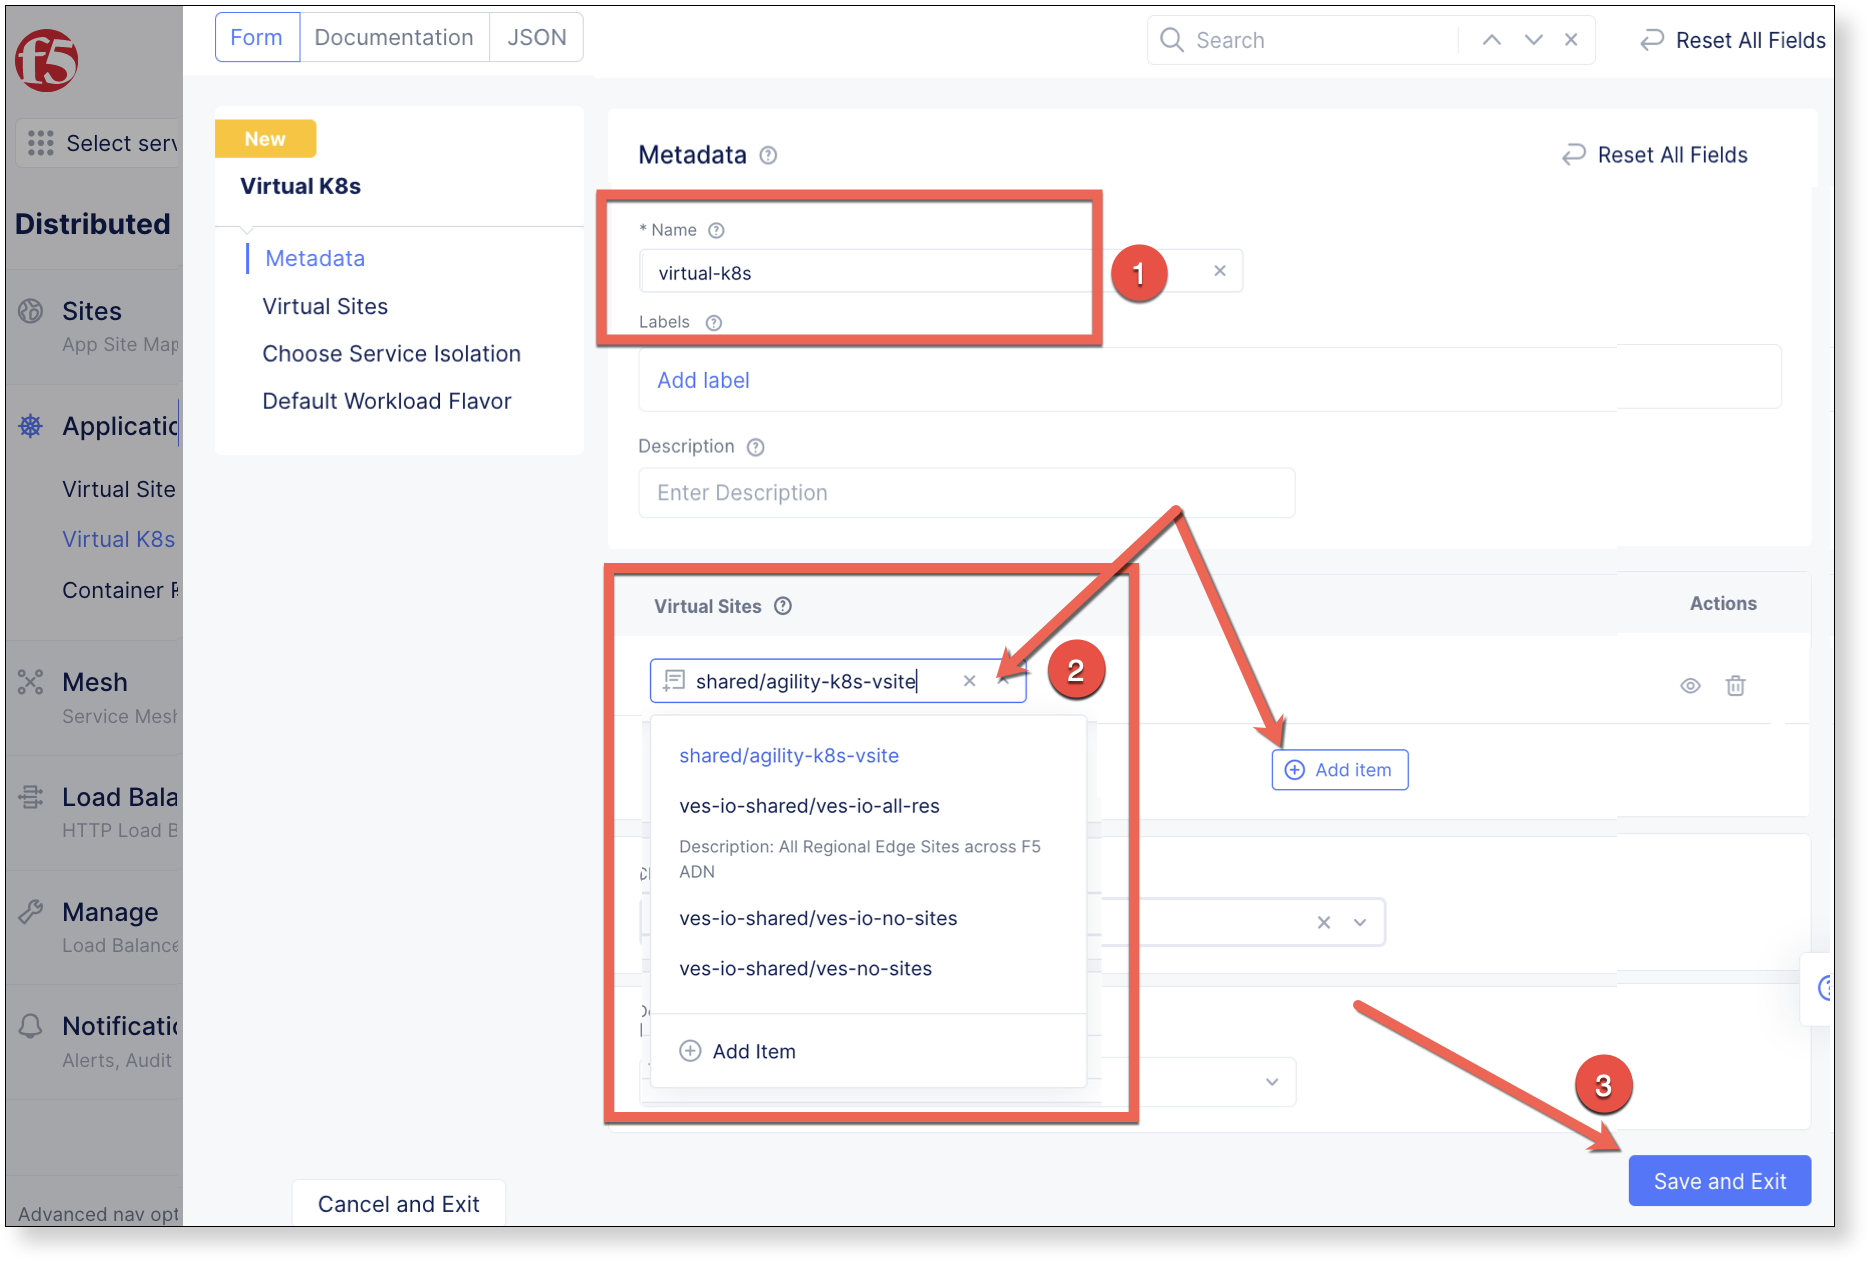 f5
Form
Documentation
JSON
Search
Reset All Fields
Select serv
Distributed
Sites
App Site Map
Applicatio
Virtual Site
Virtual K8s
Container
Mesh
Service Mesh
Load Bala
HTTP Load B
Manage
Load Balance
Notificatio
Alerts, Audit
Advanced nav opt
New
Virtual K8s
Metadata
Virtual Sites
Choose Service Isolation
Default Workload Flavor
Metadata
Reset All Fields
* Name
virtual-k8s
1
Labels
Add label
Description
Enter Description
Virtual Sites
Actions
shared/agility-k8s-vsite
2
shared/agility-k8s-vsite
ves-io-shared/ves-io-all-res
Description: All Regional Edge Sites across F5
ADN
ves-io-shared/ves-io-no-sites
ves-io-shared/ves-no-sites
Add Item
Add item
3
Cancel and Exit
Save and Exit